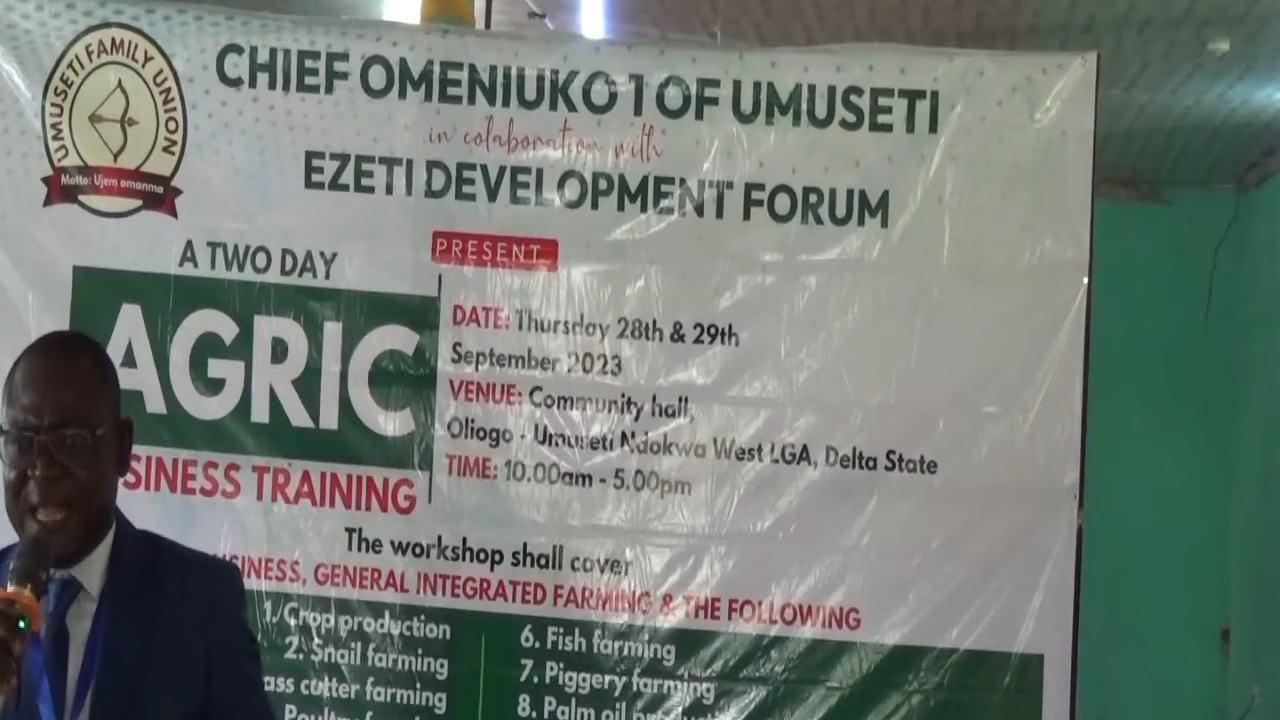 UMUSETI FAMILY UNION
Motto: Ujem omanma
CHIEF OMENIUKO 1 OF UMUSETI
in colaboration with
EZETI DEVELOPMENT FORUM
PRESENT
A TWO DAY
AGRIC
SINESS TRAINING
DATE: Thursday 28th & 29th
September 2023
VENUE: Community hall,
Oliogo - Umuseti Ndokwa West LGA, Delta State
TIME: 10.00am - 5.00pm
The workshop shall cover
SINESS, GENERAL INTEGRATED FARMING & THE FOLLOWING
1. Crop production
2. Snail farming
ass cutter farming
6. Fish farming
7. Piggery farming
8. Palm oil